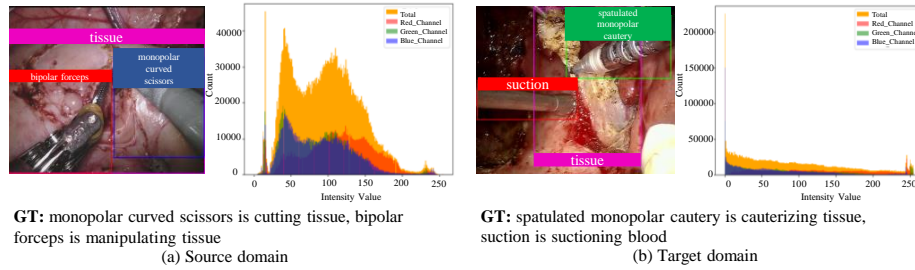 tissue
bipolar forceps
monopolar
curved
scissors
Total
Red_Channel
Green_Channel
Blue_Channel
Count
40000
30000
20000
10000
0
0 50 100 150 200 250
Intensity Value
GT: monopolar curved scissors is cutting tissue, bipolar
forceps is manipulating tissue
(a) Source domain
spatulated
monopolar
cautery
suction
tissue
Total
Red_Channel
Green_Channel
Blue_Channel
Count
200000
150000
100000
50000
0
0 50 100 150 200 250
Intensity Value
GT: spatulated monopolar cautery is cauterizing tissue,
suction is suctioning blood
(b) Target domain